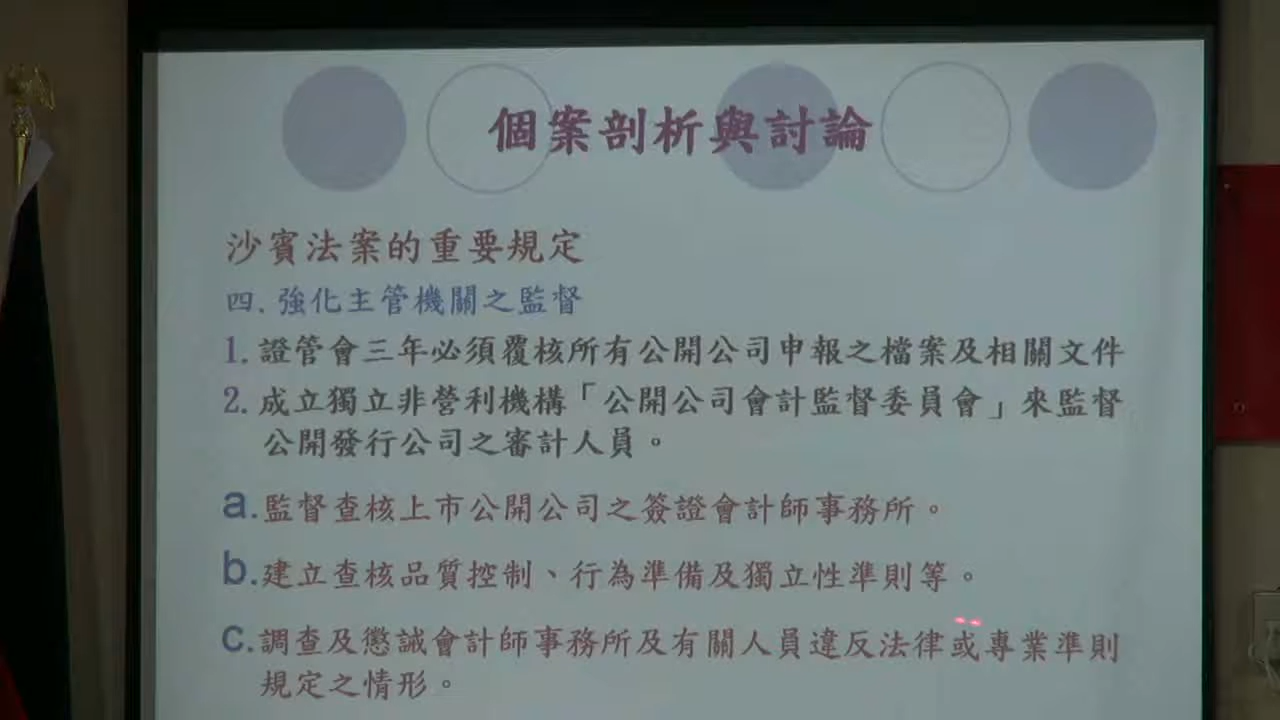 個案剖析與討論
沙賓法案的重要規定
四.強化主管機關之監督
1.證管會三年必須覆核所有公開公司申報之檔案及相關文件
2.成立獨立非營利機構「公開公司會計監督委員會」來監督
公開發行公司之審計人員。
a.監督查核上市公開公司之簽證會計師事務所。
b.建立查核品質控制、行為準備及獨立性準則等。
c.調查及懲誡會計師事務所及有關人員違反法律或專業準則
規定之情形。